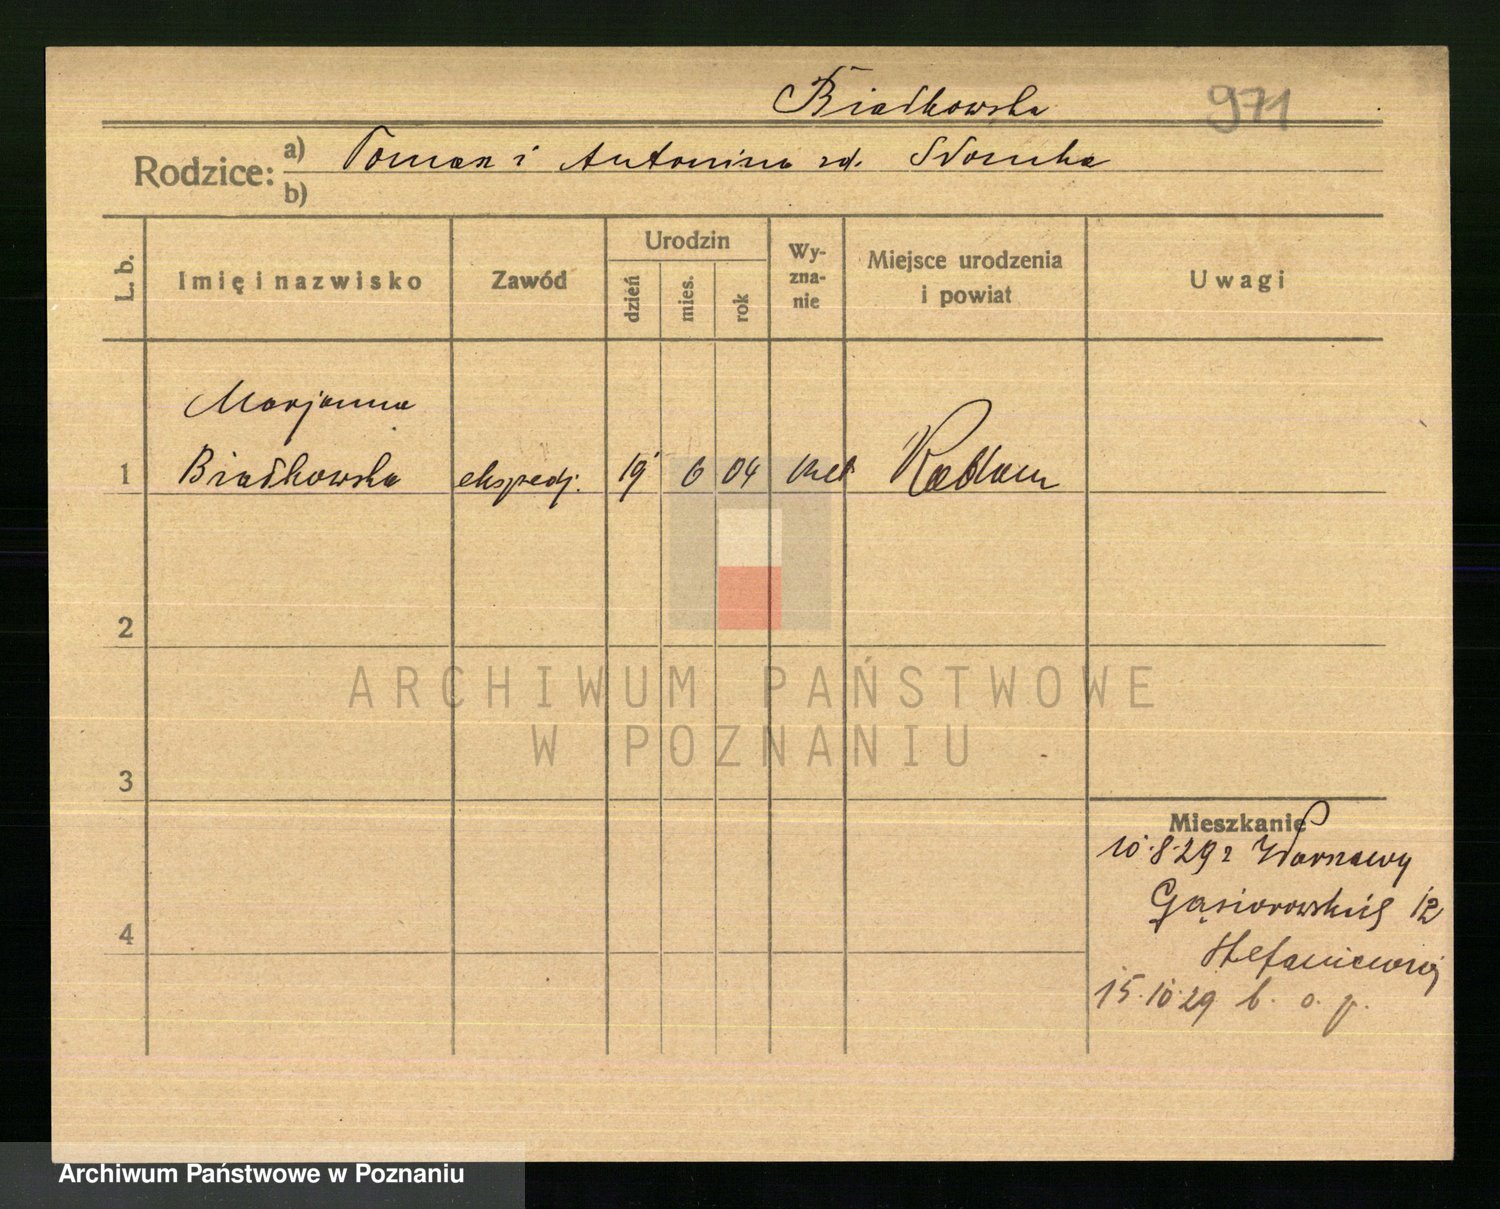 Białkowska 971
Rodzice: a) Tomasz i Antonina zd.
b)
L. b.
Imię i nazwisko
Zawód
Urodzin
dzień
mies.
rok
Wy-
zna-
nie
Miejsce urodzenia
i powiat
Uwagi
Marjanna
1 Białkowska ekspedj. 19 6 04
2
3
4
Mieszkanie
10.8.29 z Warszawy
Gąsiorowskich 12
15.10.29 b. o. p.
ARCHIWUM PAŃSTWOWE
W POZNANIU
Archiwum Państwowe w Poznaniu